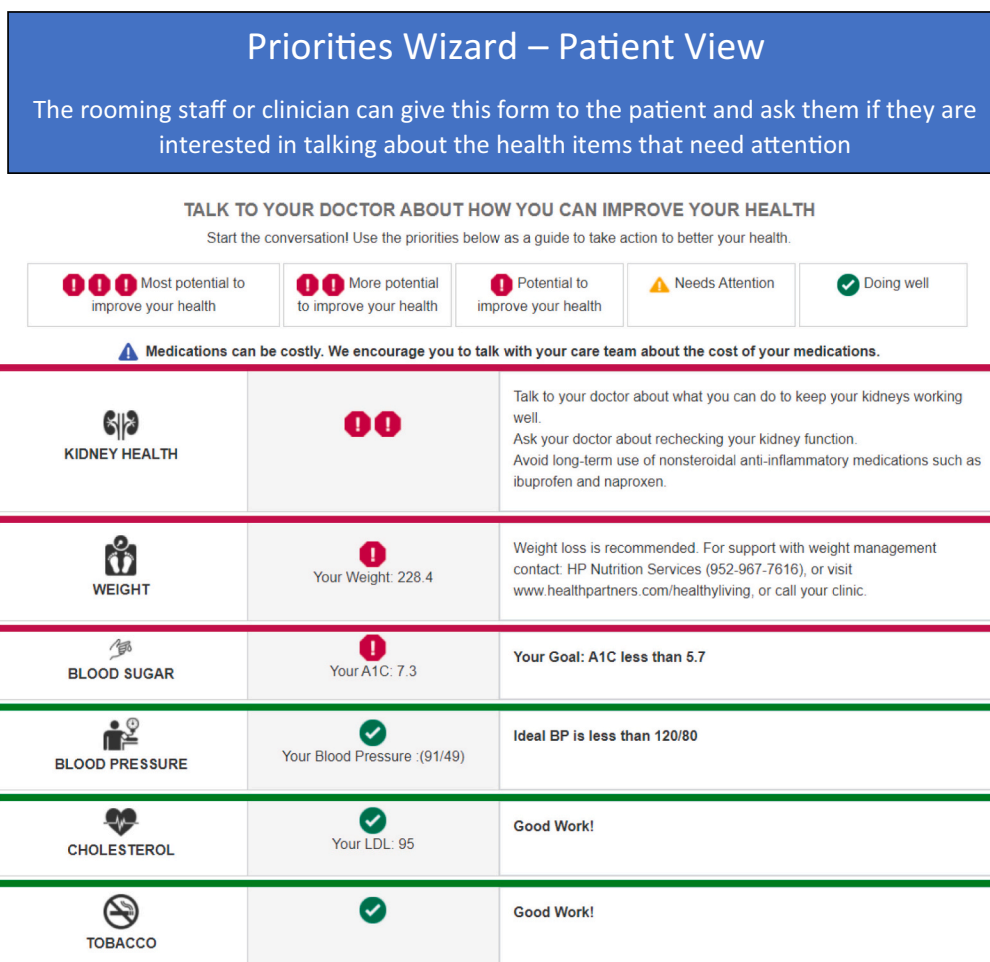 Priorities Wizard – Patient View
The rooming staff or clinician can give this form to the patient and ask them if they are
interested in talking about the health items that need attention
TALK TO YOUR DOCTOR ABOUT HOW YOU CAN IMPROVE YOUR HEALTH
Start the conversation! Use the priorities below as a guide to take action to better your health.
Most potential to
improve your health
More potential
to improve your health
Potential to
improve your health
Needs Attention
Doing well
Medications can be costly. We encourage you to talk with your care team about the cost of your medications.
KIDNEY HEALTH
Talk to your doctor about what you can do to keep your kidneys working
well.
Ask your doctor about rechecking your kidney function.
Avoid long-term use of nonsteroidal anti-inflammatory medications such as
ibuprofen and naproxen.
WEIGHT
Your Weight: 228.4
Weight loss is recommended. For support with weight management
contact: HP Nutrition Services (952-967-7616), or visit
www.healthpartners.com/healthyliving, or call your clinic.
BLOOD SUGAR
Your A1C: 7.3
Your Goal: A1C less than 5.7
BLOOD PRESSURE
Your Blood Pressure :(91/49)
Ideal BP is less than 120/80
CHOLESTEROL
Your LDL: 95
Good Work!
TOBACCO
Good Work!